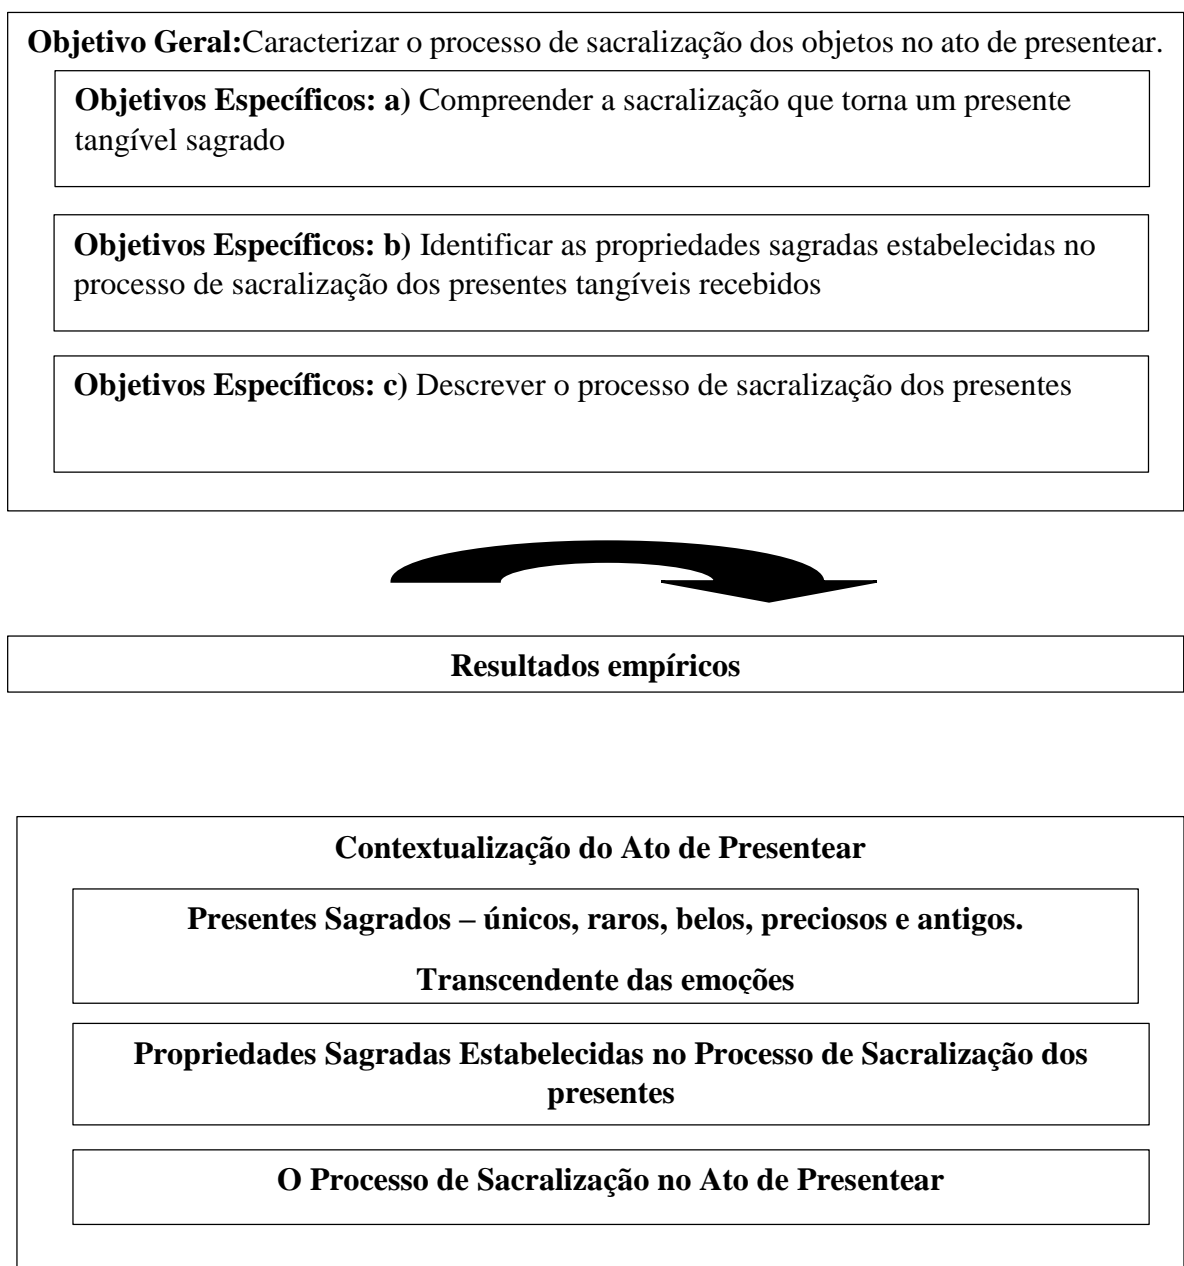 Objetivo Geral:Caracterizar o processo de sacralização dos objetos no ato de presentear.
Objetivos Específicos: a) Compreender a sacralização que torna um presente
tangível sagrado
Objetivos Específicos: b) Identificar as propriedades sagradas estabelecidas no
processo de sacralização dos presentes tangíveis recebidos
Objetivos Específicos: c) Descrever o processo de sacralização dos presentes
Resultados empíricos
Contextualização do Ato de Presentear
Presentes Sagrados – únicos, raros, belos, preciosos e antigos.
Transcendente das emoções
Propriedades Sagradas Estabelecidas no Processo de Sacralização dos
presentes
O Processo de Sacralização no Ato de Presentear